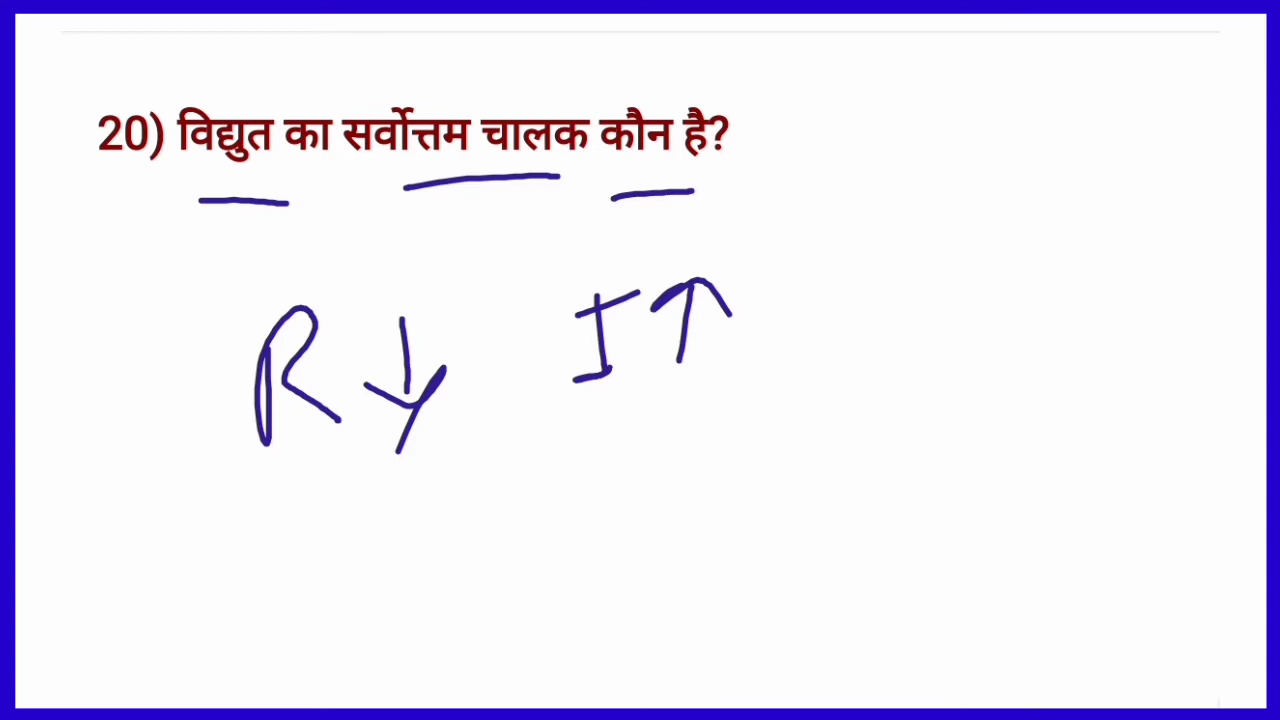 20) विद्युत का सर्वोत्तम चालक कौन है?
R ↓ I ↑